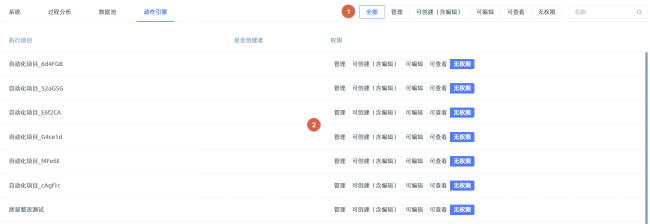 系统 过程分析 数据池 动作引擎 1 全部 管理 可创建（含编辑） 可编辑 可查看 无权限 名称
执行项目 是否创建者 权限
自动化项目_6d4FGB 管理 可创建（含编辑） 可编辑 可查看 无权限
自动化项目_52aG5G 管理 可创建（含编辑） 可编辑 可查看 无权限
自动化项目_E6f2CA 管理 可创建（含编辑） 可编辑 可查看 无权限
2
自动化项目_G4ce1d 管理 可创建（含编辑） 可编辑 可查看 无权限
自动化项目_f4Fe6E 管理 可创建（含编辑） 可编辑 可查看 无权限
自动化项目_cAgFlc 管理 可创建（含编辑） 可编辑 可查看 无权限
质量整改测试 管理 可创建（含编辑） 可编辑 可查看 无权限